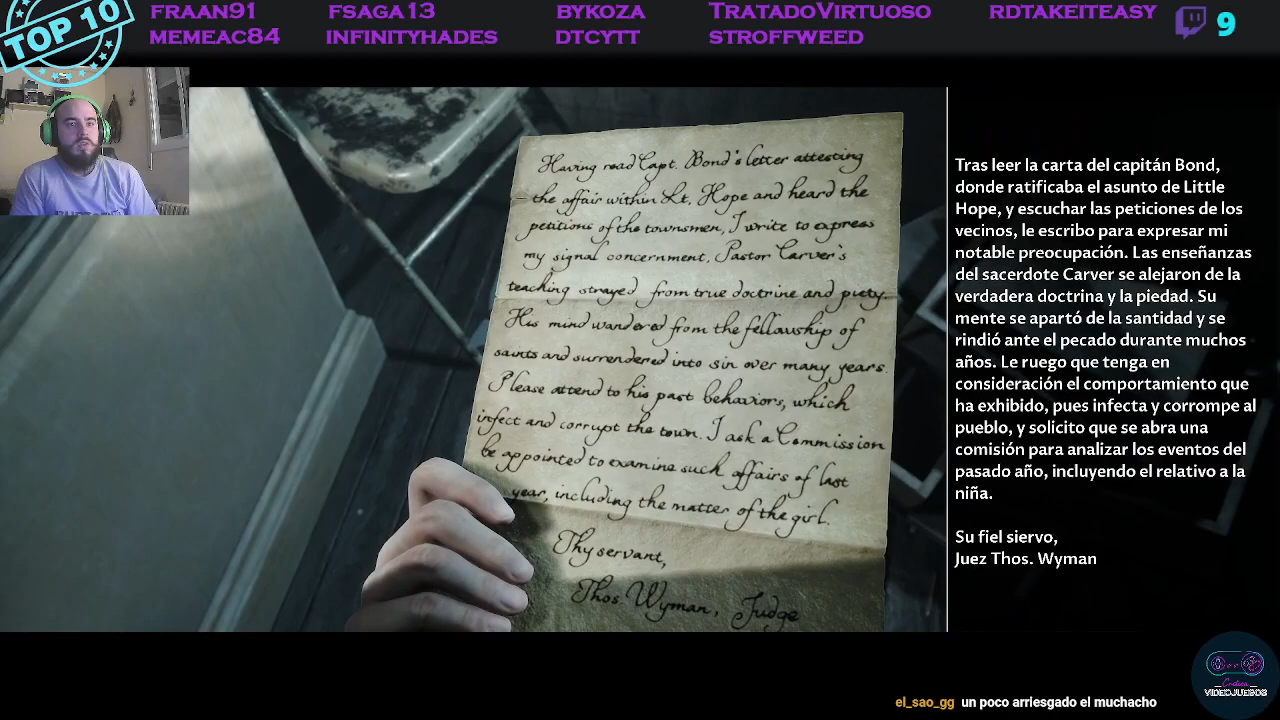 TOP 10
FRAAN91
FSAGA13
BYKOZA
TRATADOVIRTUOSO
RDTAKEITEASY
MEMEAC84
INFINITYHADES
DTCYTT
STROFFWEED
9
Having read Capt. Bond's letter attesting
the affair within Lt. Hope and heard the
petitions of the townsmen, I write to express
my signal concernment. Pastor Carver's
teaching strayed from true doctrine and piety.
His mind wandered from the fellowship of
saints and surrendered into sin over many years.
Please attend to his past behaviors, which
infect and corrupt the town. I ask a Commission
be appointed to examine such affairs of last
year, including the matter of the girl.
Thy servant,
Thos. Wyman, Judge
Tras leer la carta del capitán Bond,
donde ratificaba el asunto de Little
Hope, y escuchar las peticiones de los
vecinos, le escribo para expresar mi
notable preocupación. Las enseñanzas
del sacerdote Carver se alejaron de la
verdadera doctrina y la piedad. Su
mente se apartó de la santidad y se
rindió ante el pecado durante muchos
años. Le ruego que tenga en
consideración el comportamiento que
ha exhibido, pues infecta y corrompe al
pueblo, y solicito que se abra una
comisión para analizar los eventos del
pasado año, incluyendo el relativo a la
niña.
Su fiel siervo,
Juez Thos. Wyman
VIDEOJUEGOS
el_sao_gg un poco arriesgado el muchacho